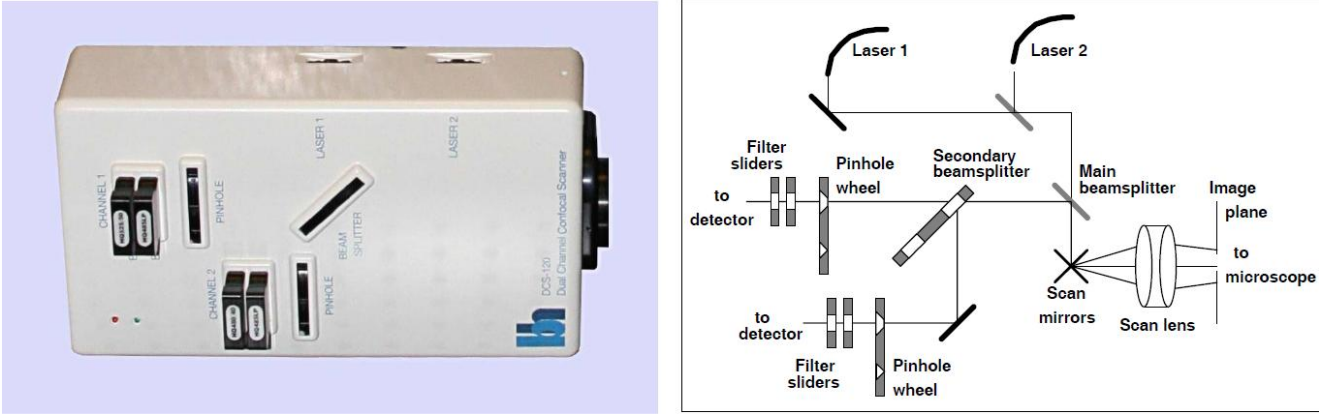 LASER 1
LASER 2
CHANNEL 1
PINHOLE
HQ485LP
BEAM
SPLITTER
CHANNEL 2
PINHOLE
HQ485LP
DCS-120
Dual Channel Confocal Scanner
bh
Laser 1
Laser 2
Filter
sliders
Pinhole
wheel
Secondary
beamsplitter
Main
beamsplitter
Image
plane
to
detector
to
microscope
Scan
mirrors
Scan lens
to
detector
Filter
sliders
Pinhole
wheel